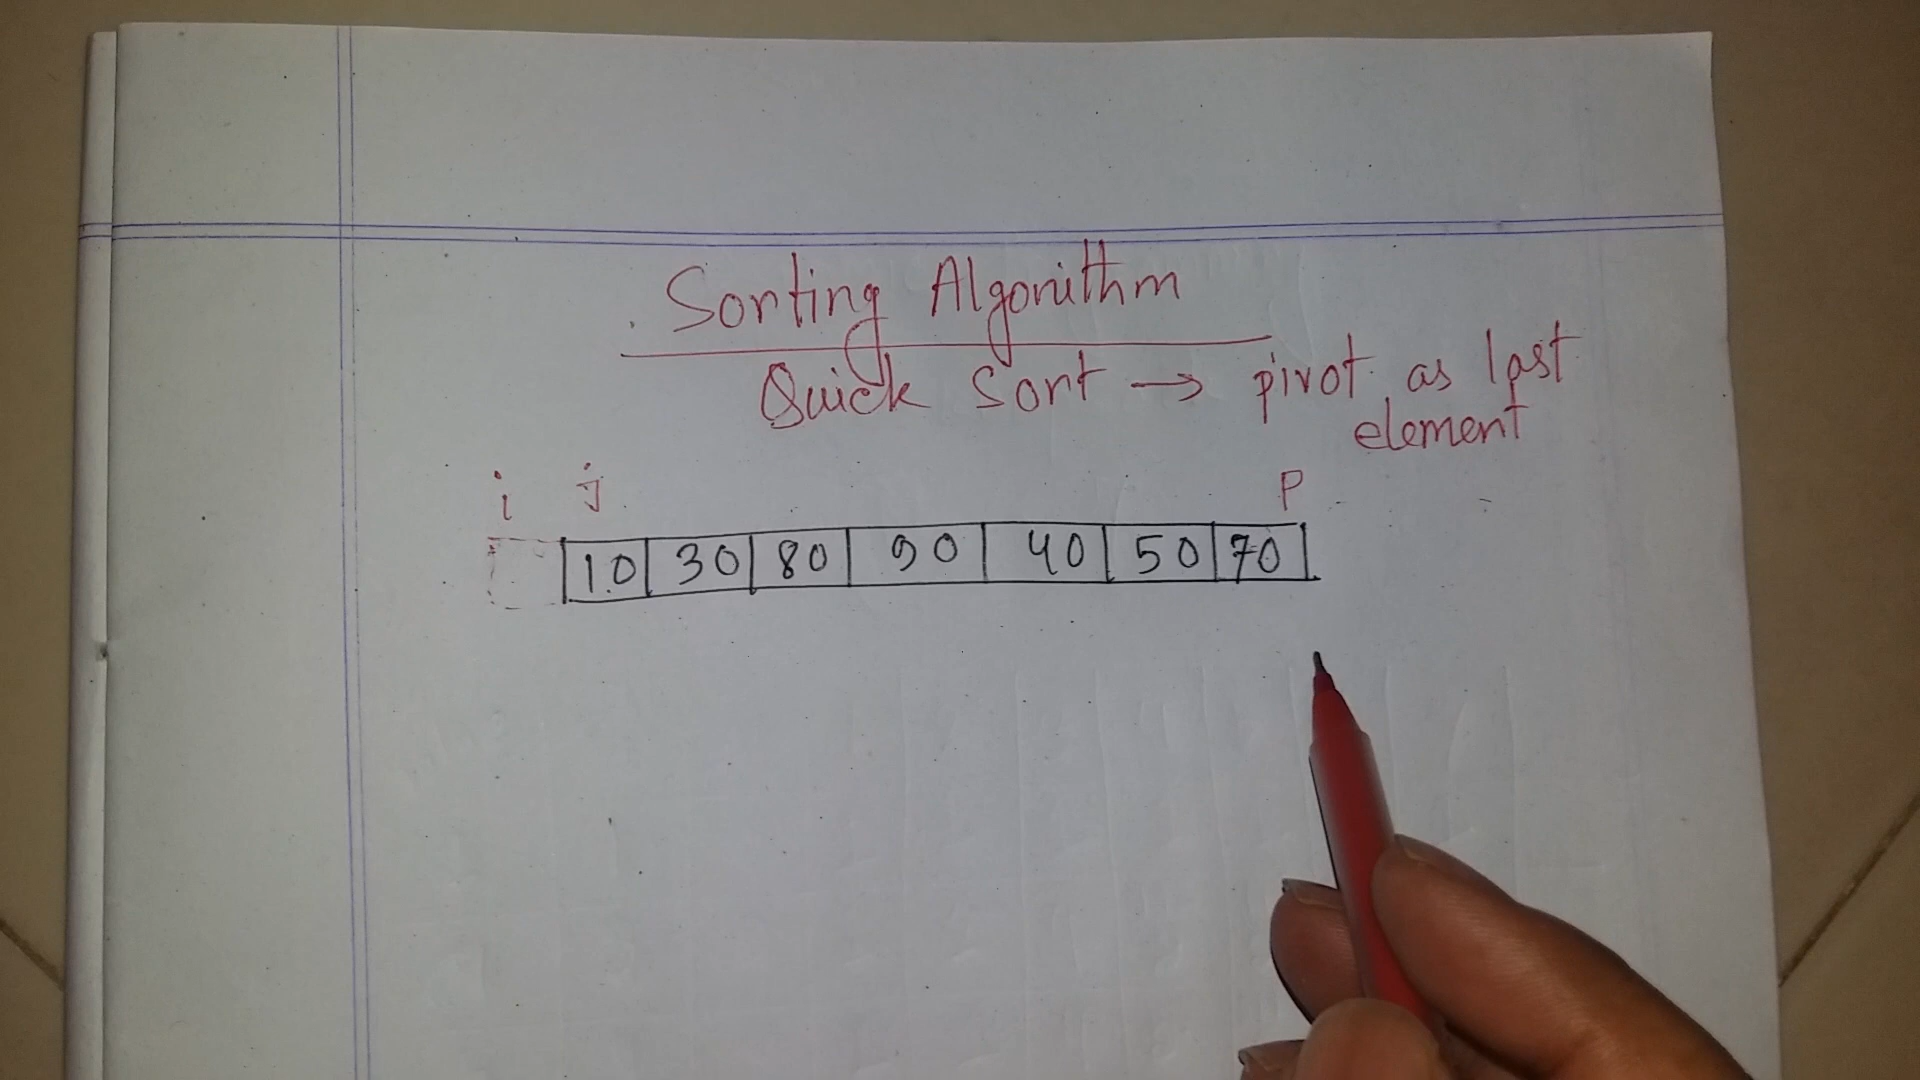 Sorting Algorithm
Quick Sort → pivot as last
element
i j P
10 30 80 90 40 50 70